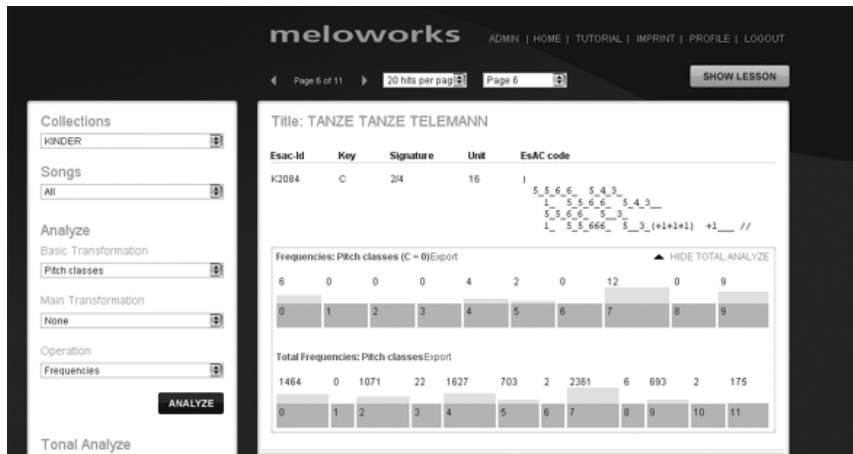 meloworks
ADMIN | HOME | TUTORIAL | IMPRINT | PROFILE | LOGOUT
Page 6 of 11 20 hits per pag Page 6 SHOW LESSON
Collections
KINDER
Songs
All
Analyze
Basic Transformation
Pitch classes
Main Transformation
None
Operation
Frequencies
ANALYZE
Tonal Analyze
Title: TANZE TANZE TELEMANN
Esac-Id Key Signature Unit EsAC code
K2084 C 2/4 16 |
5_5_6_6_ 5_4_3_
1_ 5_5_6_6_ 5_4_3__
5_5_6_6_ 5__3_
1_ 5_5_666_ 5__3_(+1+1+1) +1___ //
Frequencies: Pitch classes (C = 0)Export HIDE TOTAL ANALYZE
6 0 0 0 4 2 0 12 0 9
0 1 2 3 4 5 6 7 8 9
Total Frequencies: Pitch classesExport
1464 0 1071 22 1627 703 2 2361 6 693 2 175
0 1 2 3 4 5 6 7 8 9 10 11